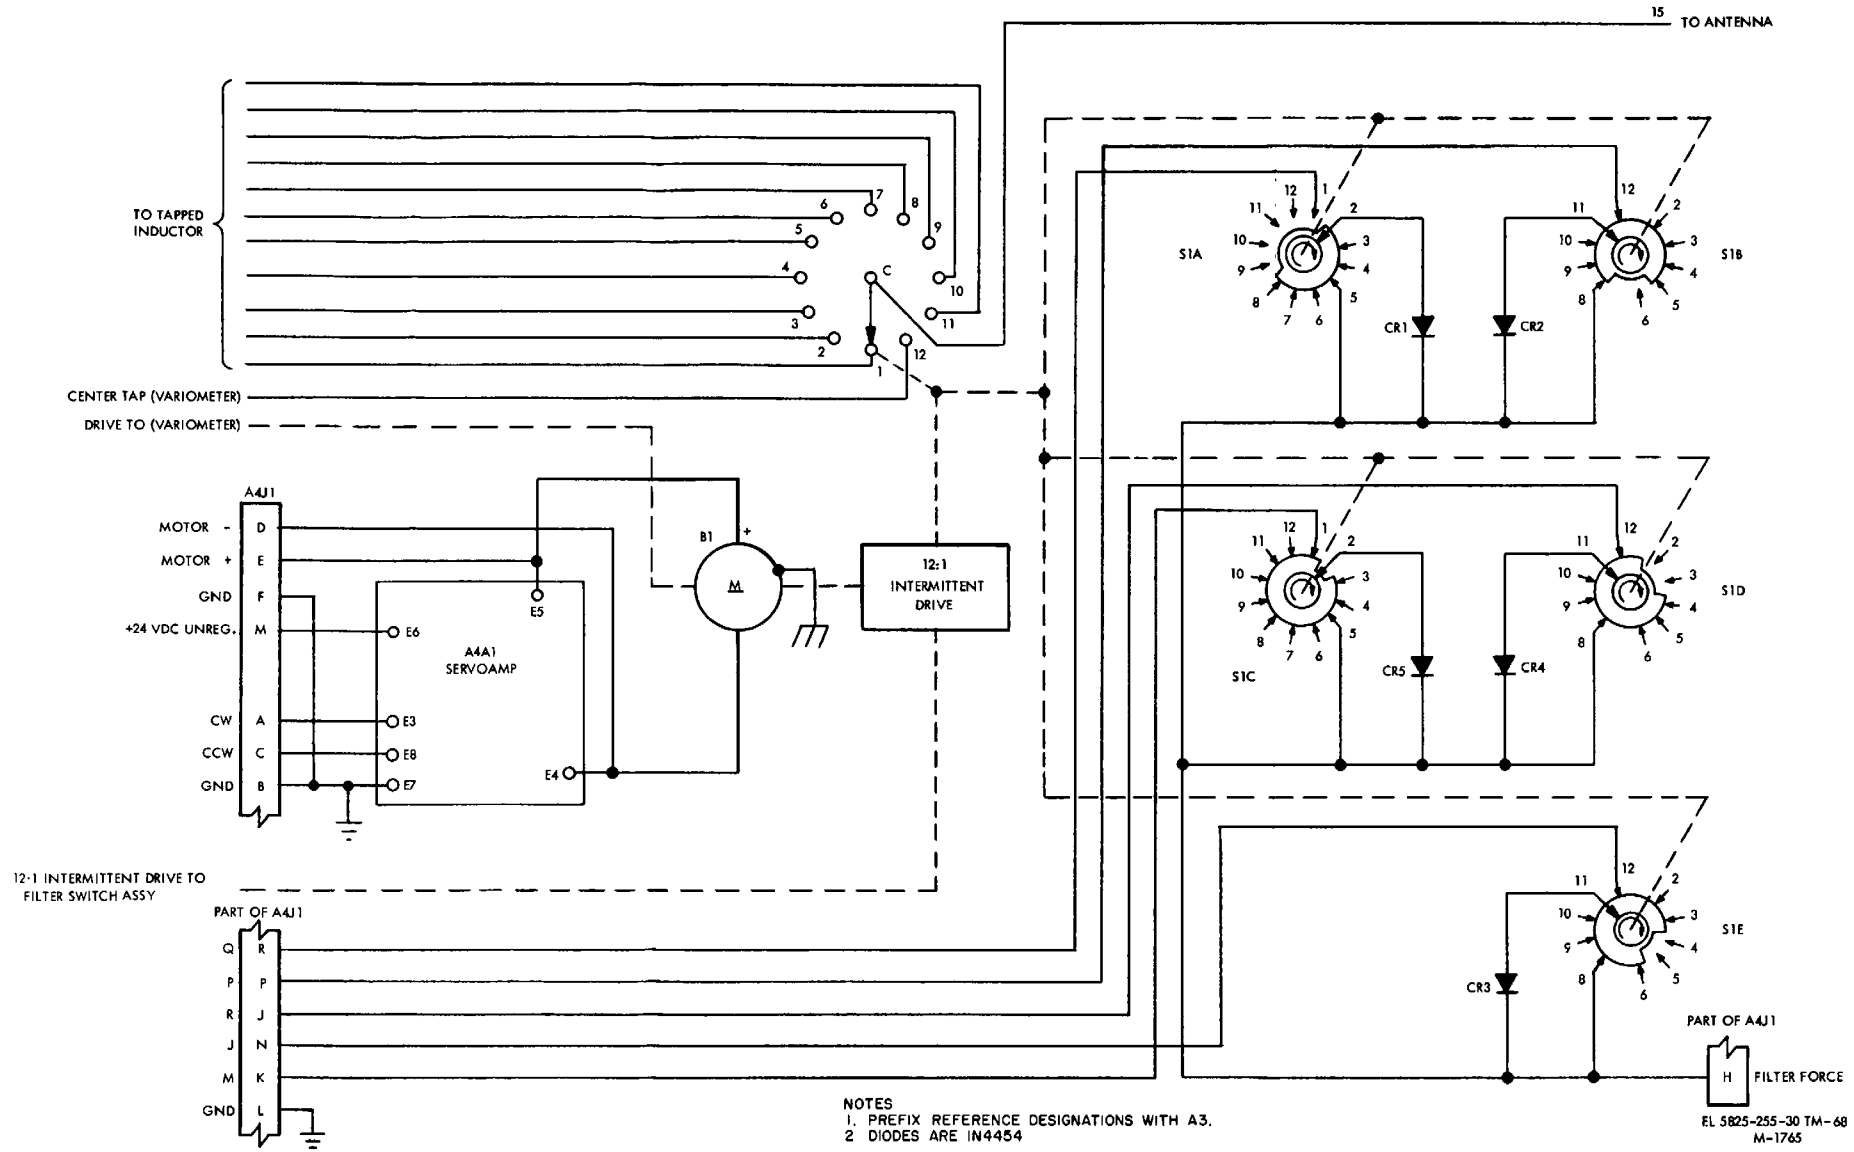 15
TO ANTENNA
TO TAPPED
INDUCTOR
7
6
8
5
9
4
C
10
3
11
2
1
12
CENTER TAP (VARIOMETER)
DRIVE TO (VARIOMETER)
A4J1
MOTOR - D
MOTOR + E
GND F
+24 VDC UNREG. M
CW A
CCW C
GND B
E5
E6
A4A1
SERVOAMP
E3
E8
E4
E7
B1
+
M
12:1
INTERMITTENT
DRIVE
12·1 INTERMITTENT DRIVE TO
FILTER SWITCH ASSY
PART OF A4J1
Q R
P P
R J
J N
M K
GND L
S1A
12 1
11 2
10 3
9 4
8 5
7 6
CR1
CR2
S1B
12
11 2
10 3
9 4
8 5
6
S1C
12 1
11 2
10 3
9 4
8 5
7 6
CR5
CR4
S1D
12
11 2
10 3
9 4
8 5
6
12
11 2
10 3
S1E
9 4
8 5
6
CR3
PART OF A4J1
H FILTER FORCE
NOTES
1. PREFIX REFERENCE DESIGNATIONS WITH A3.
2 DIODES ARE IN4454
EL 5825-255-30 TM-68
M-1765